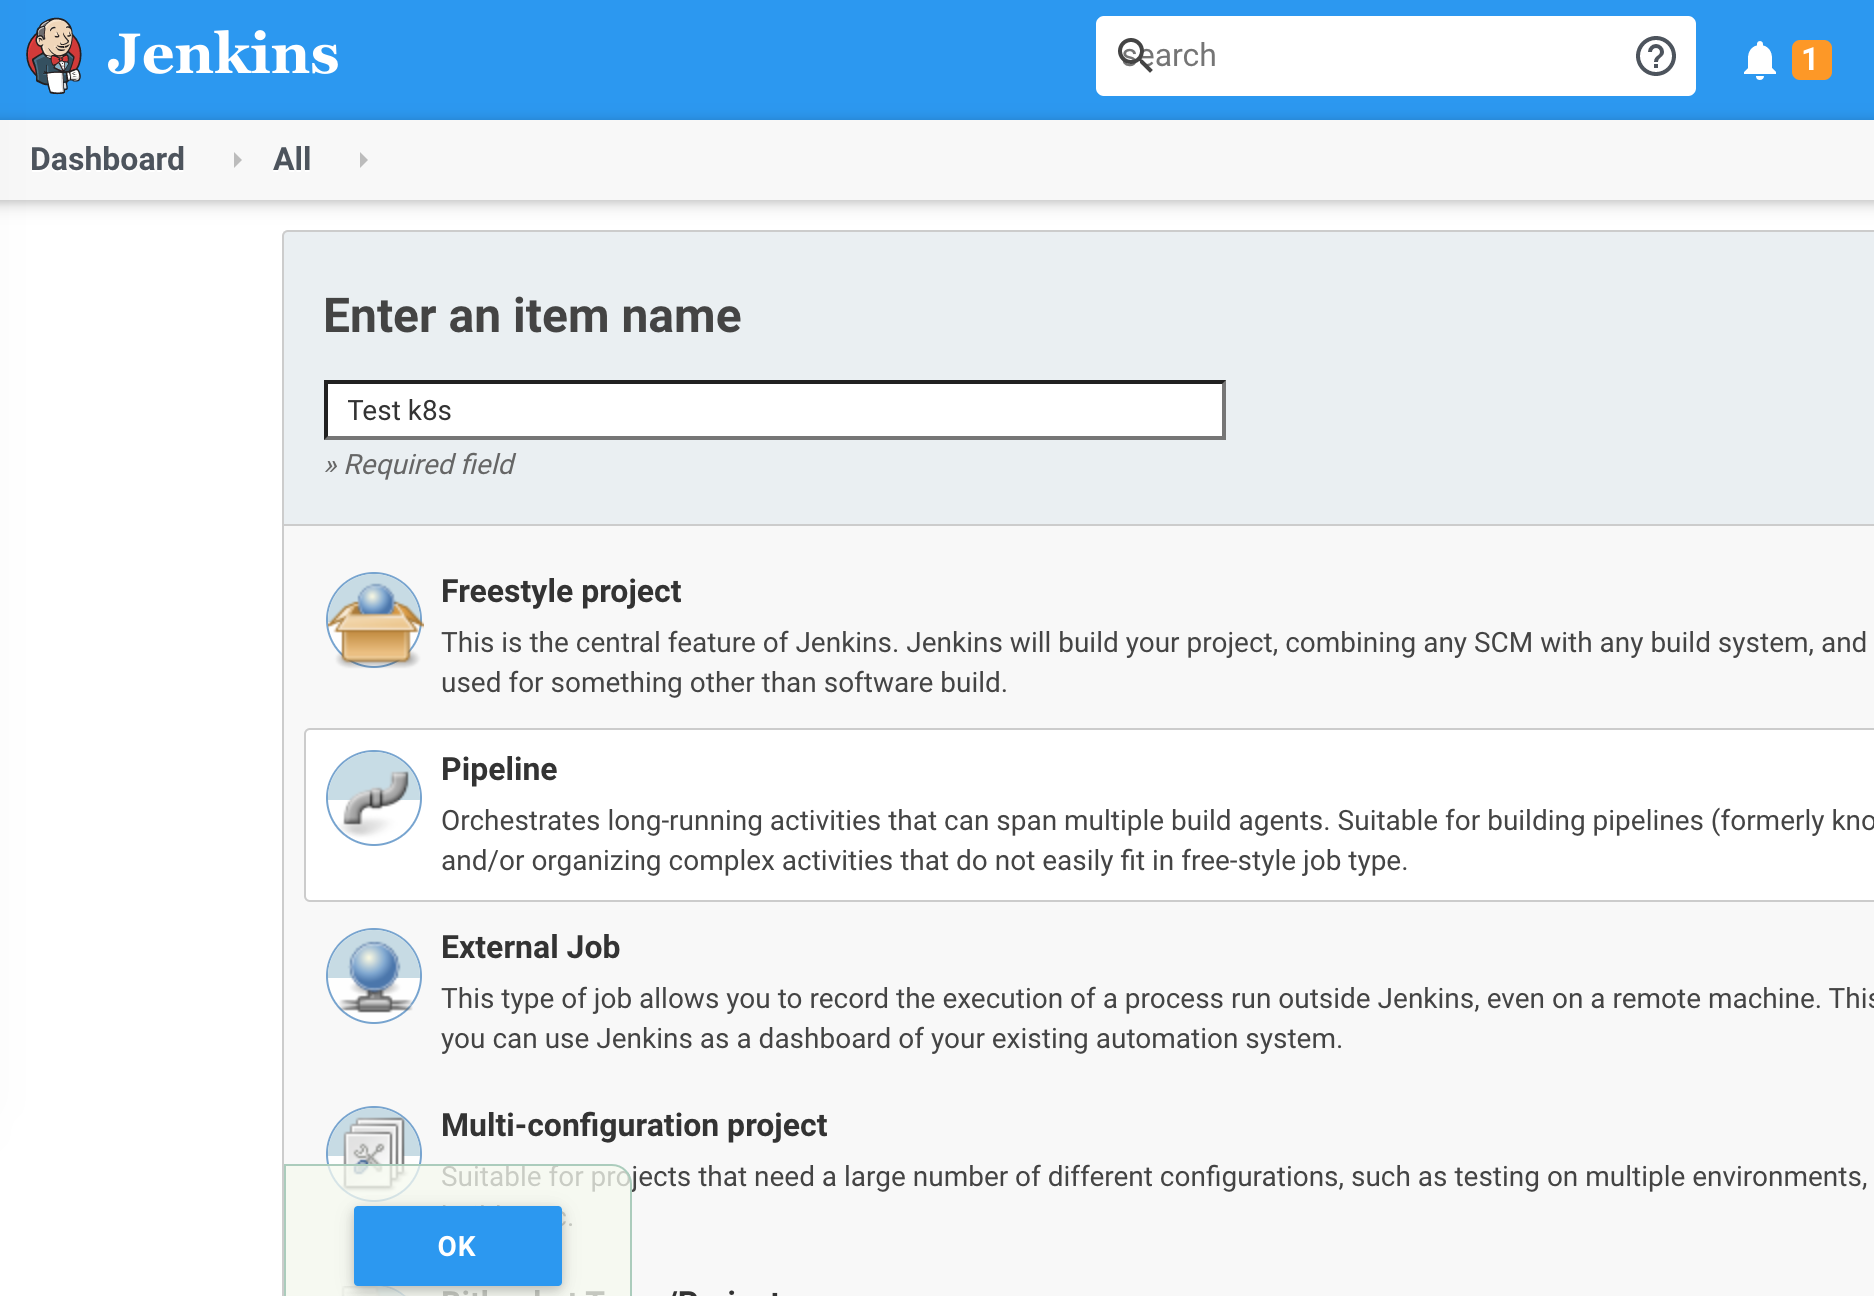 Jenkins
search
1
Dashboard All
Enter an item name
Test k8s
» Required field
Freestyle project
This is the central feature of Jenkins. Jenkins will build your project, combining any SCM with any build system, and
used for something other than software build.
Pipeline
Orchestrates long-running activities that can span multiple build agents. Suitable for building pipelines (formerly kno
and/or organizing complex activities that do not easily fit in free-style job type.
External Job
This type of job allows you to record the execution of a process run outside Jenkins, even on a remote machine. This
you can use Jenkins as a dashboard of your existing automation system.
Multi-configuration project
Suitable for projects that need a large number of different configurations, such as testing on multiple environments,
OK